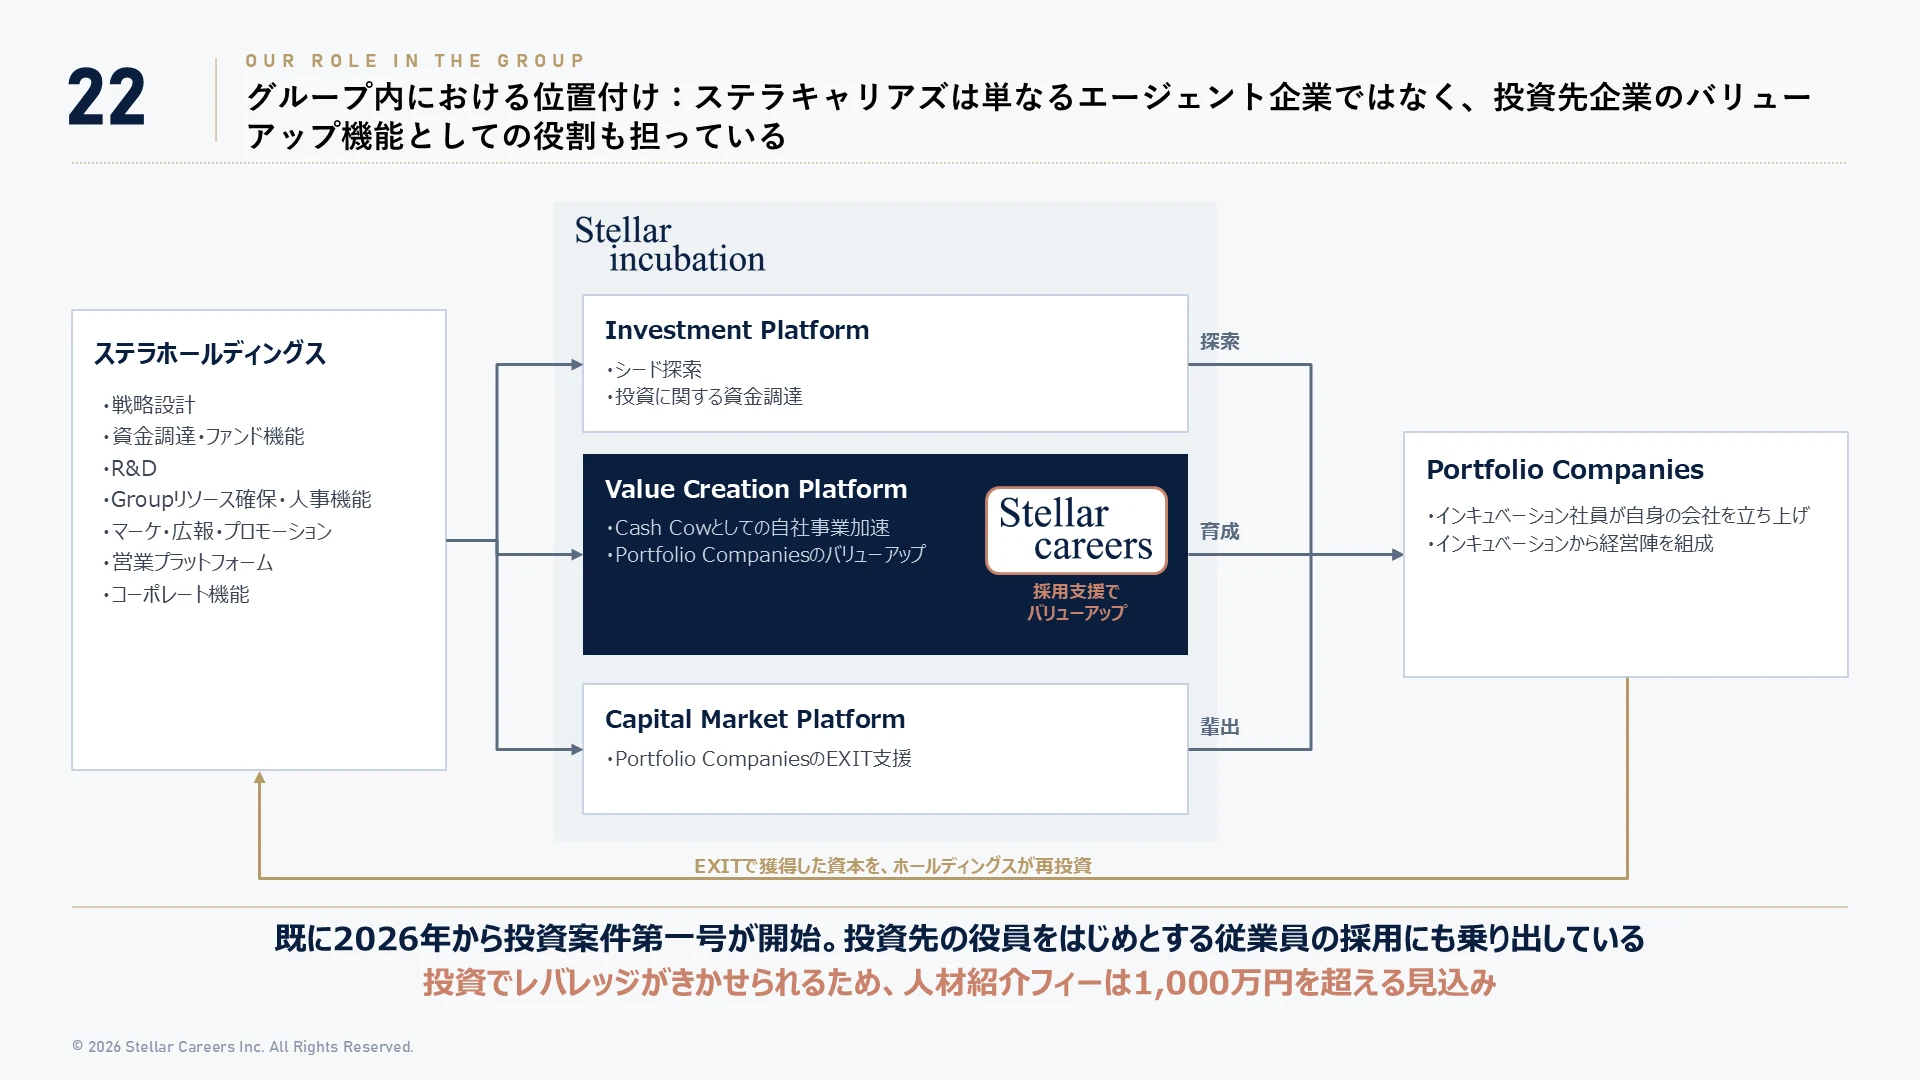 22
OUR ROLE IN THE GROUP
グループ内における位置付け：ステラキャリアズは単なるエージェント企業ではなく、投資先企業のバリュー
アップ機能としての役割も担っている
ステラホールディングス
・戦略設計
・資金調達・ファンド機能
・R&D
・Groupリソース確保・人事機能
・マーケ・広報・プロモーション
・営業プラットフォーム
・コーポレート機能
Stellar
incubation
Investment Platform
・シード探索
・投資に関する資金調達
Value Creation Platform
・Cash Cowとしての自社事業加速
・Portfolio Companiesのバリューアップ
Stellar
careers
採用支援で
バリューアップ
Capital Market Platform
・Portfolio CompaniesのEXIT支援
探索
育成
輩出
Portfolio Companies
・インキュベーション社員が自身の会社を立ち上げ
・インキュベーションから経営陣を組成
EXITで獲得した資本を、ホールディングスが再投資
既に2026年から投資案件第一号が開始。投資先の役員をはじめとする従業員の採用にも乗り出している
投資でレバレッジがきかせられるため、人材紹介フィーは1,000万円を超える見込み
© 2026 Stellar Careers Inc. All Rights Reserved.